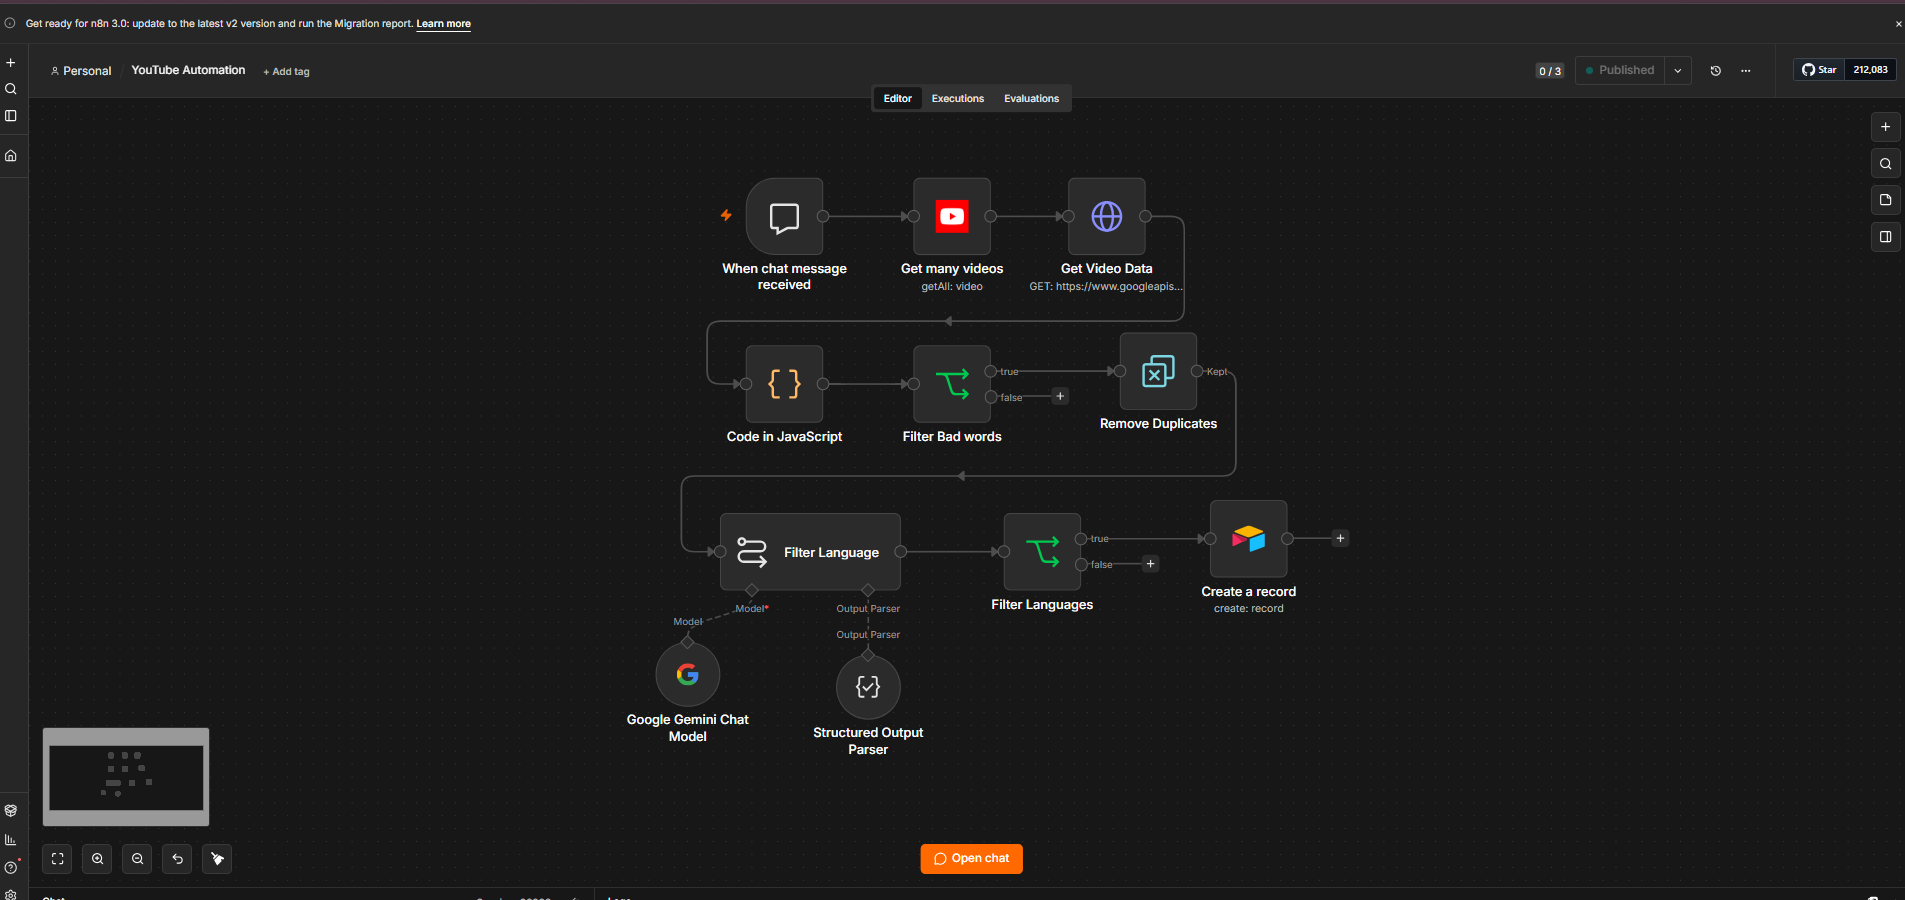 Get ready for n8n 3.0: update to the latest v2 version and run the Migration report. Learn more
Personal / YouTube Automation + Add tag
0 / 3
Published
Star 212,083
Editor Executions Evaluations
When chat message
received
Get many videos
getAll: video
Get Video Data
GET: https://www.googleapis...
Code in JavaScript
Filter Bad words
true
false
Remove Duplicates
Kept
Filter Language
Model*
Model
Output Parser
Output Parser
Google Gemini Chat
Model
Structured Output
Parser
Filter Languages
true
false
Create a record
create: record
Open chat